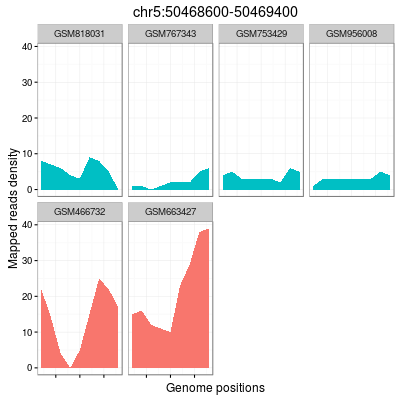 chr5:50468600-50469400
GSM818031 GSM767343 GSM753429 GSM956008
40
30
20
10
0
Mapped reads density
GSM466732 GSM663427
40
30
20
10
0
Genome positions